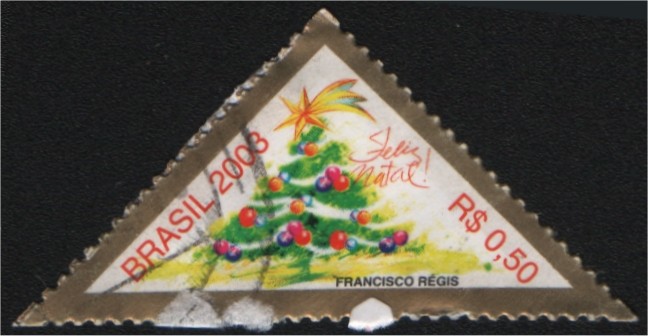 BRASIL 2003
Feliz
Natal!
R$ 0,50
FRANCISCO RÉGIS